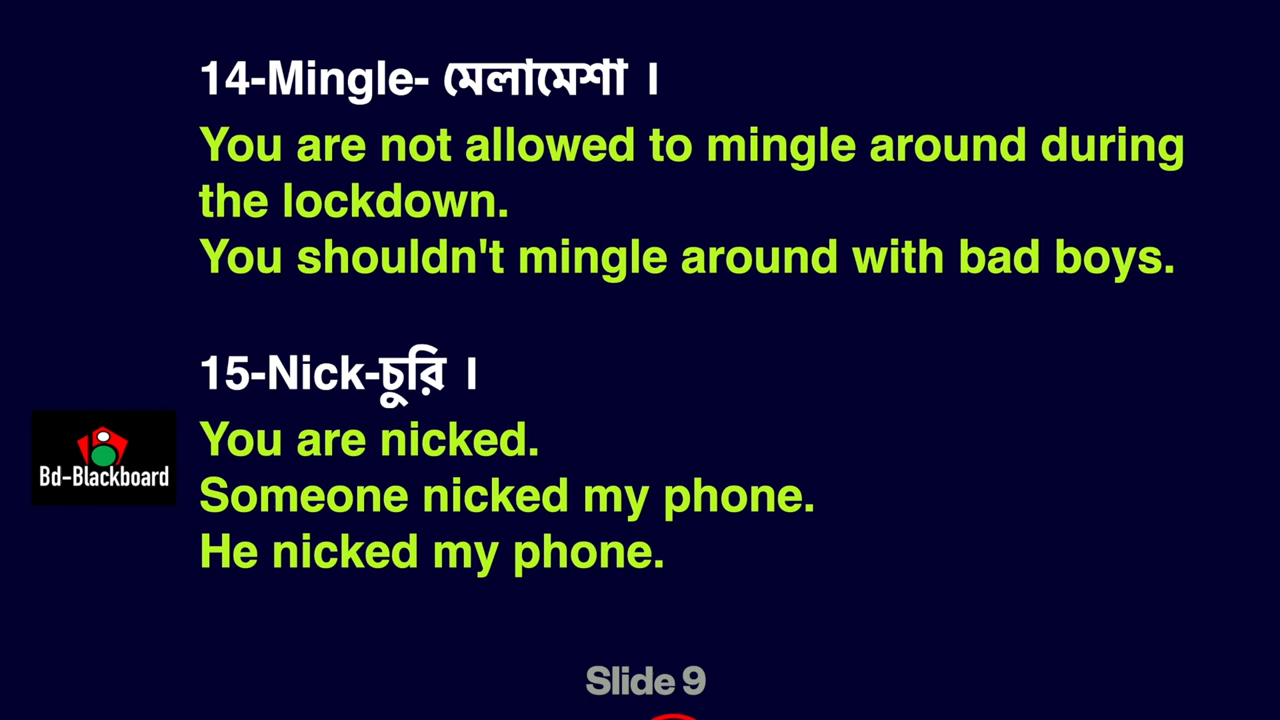 14-Mingle- মেলামেশা ।
You are not allowed to mingle around during
the lockdown.
You shouldn't mingle around with bad boys.
15-Nick-চুরি ।
You are nicked.
Someone nicked my phone.
He nicked my phone.
Bd-Blackboard
Slide 9